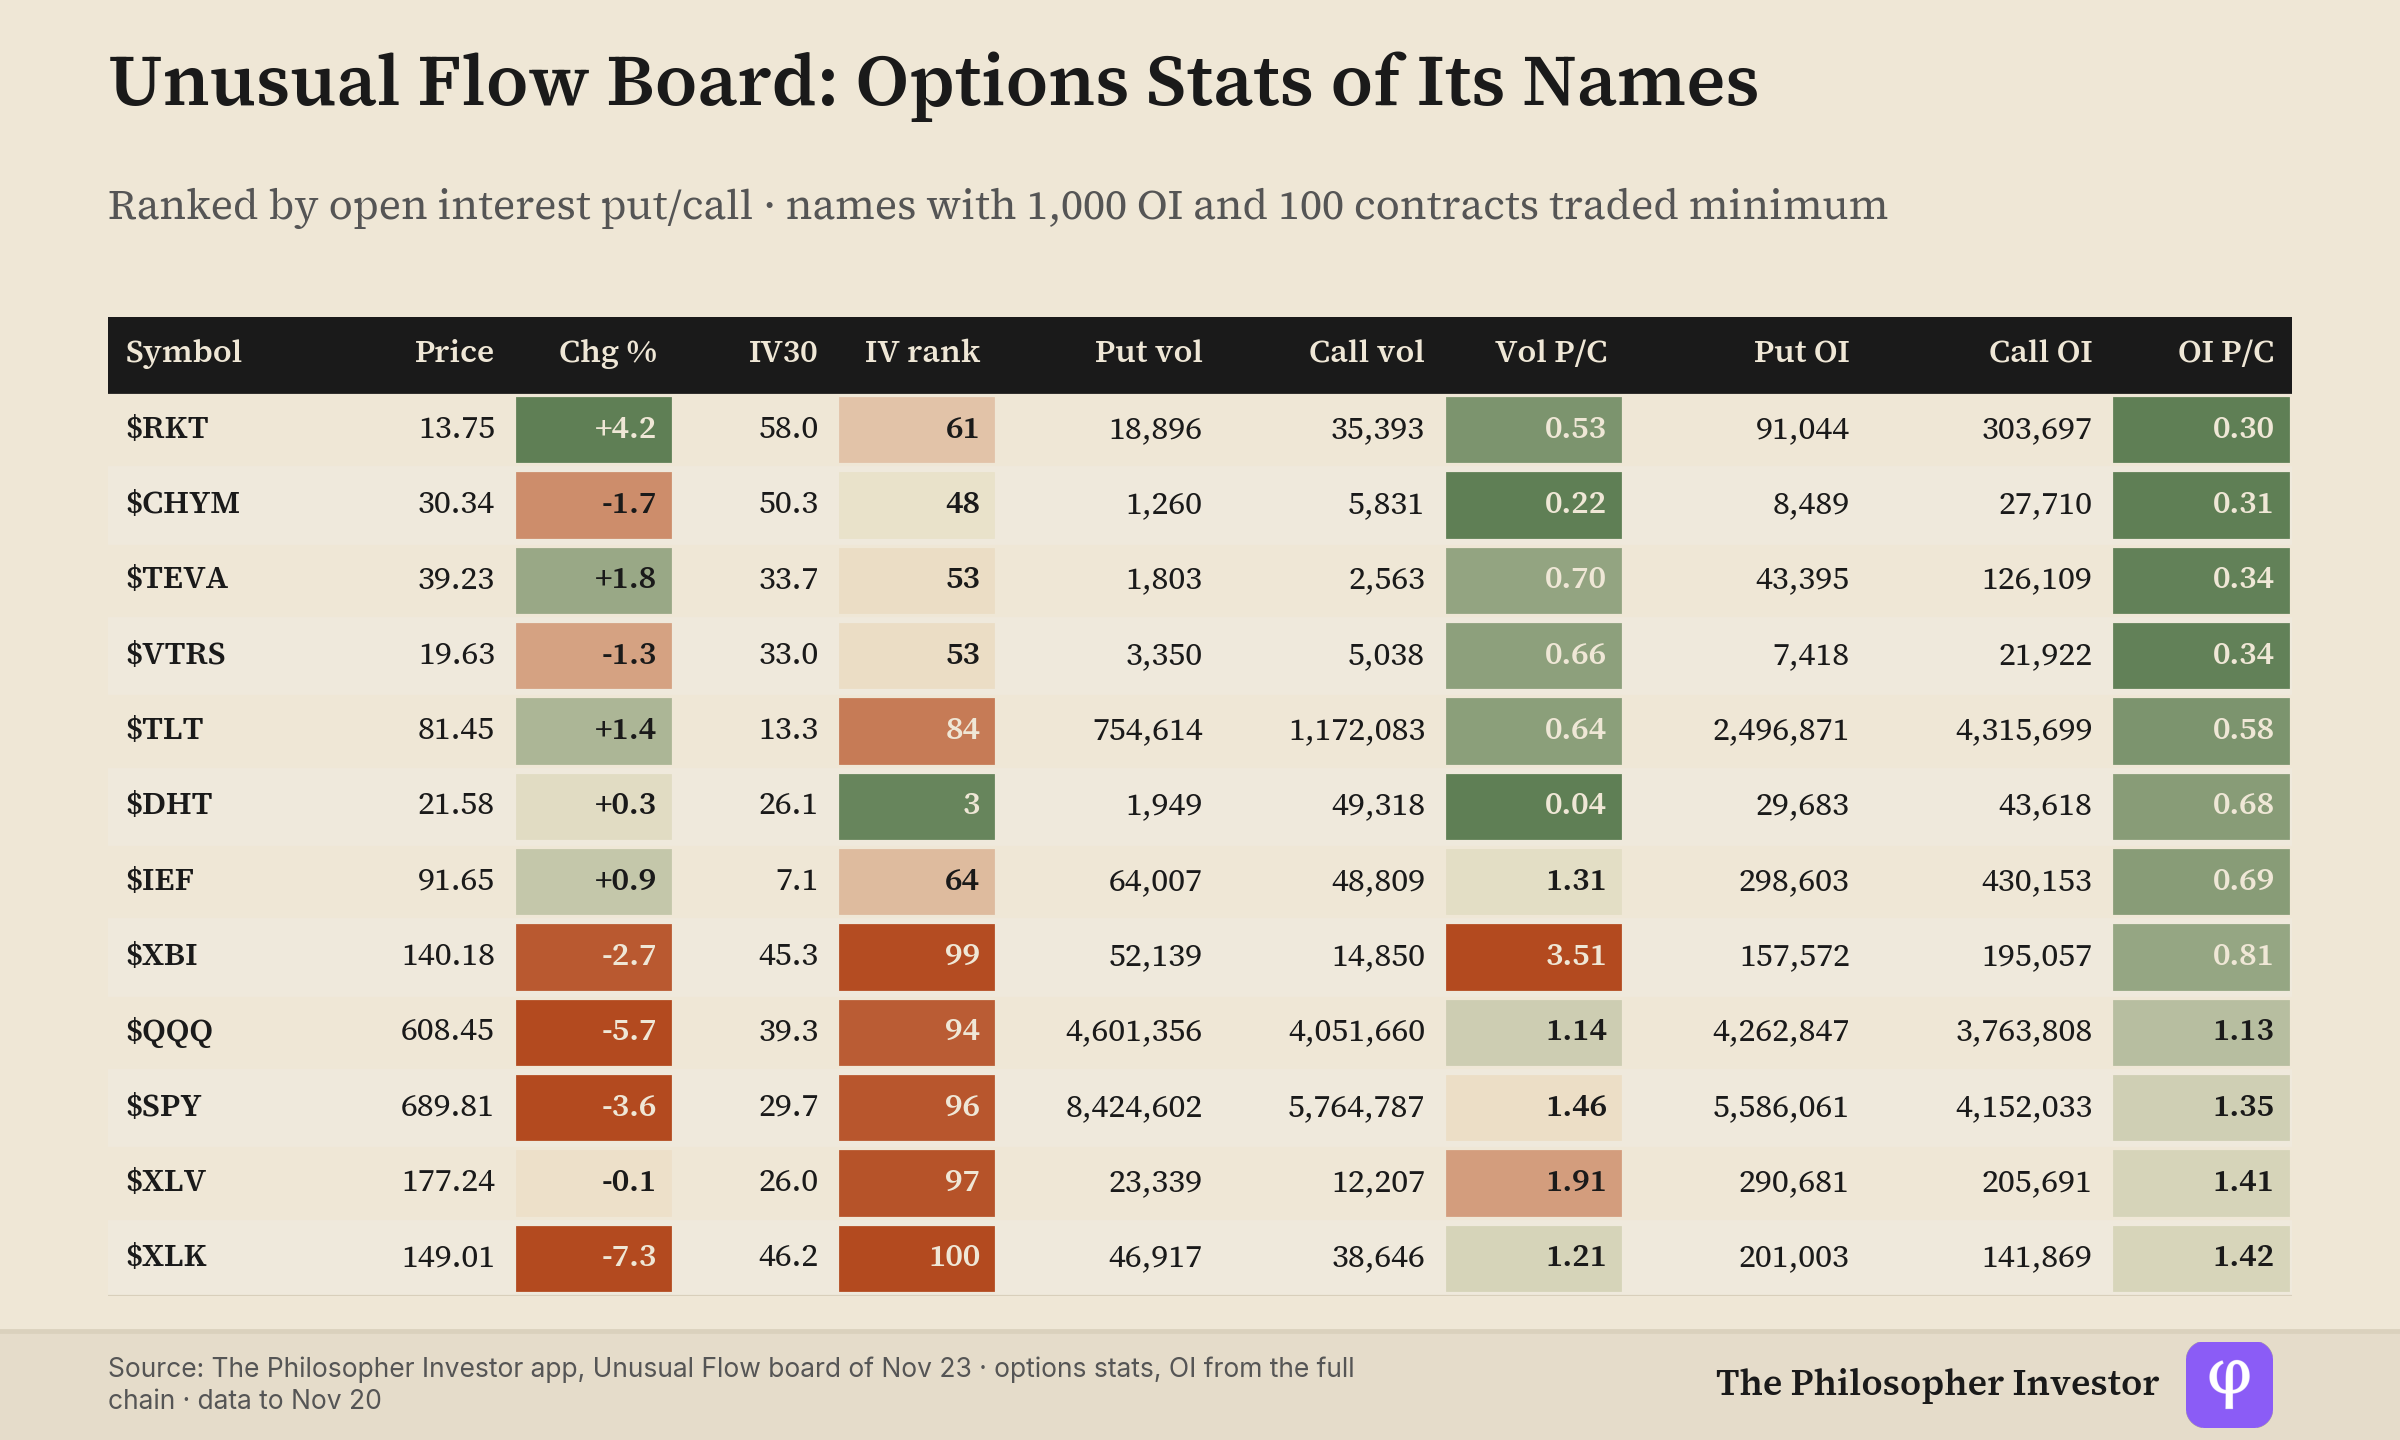 Unusual Flow Board: Options Stats of Its Names
Ranked by open interest put/call · names with 1,000 OI and 100 contracts traded minimum
Symbol Price Chg % IV30 IV rank Put vol Call vol Vol P/C Put OI Call OI OI P/C
$RKT 13.75 +4.2 58.0 61 18,896 35,393 0.53 91,044 303,697 0.30
$CHYM 30.34 -1.7 50.3 48 1,260 5,831 0.22 8,489 27,710 0.31
$TEVA 39.23 +1.8 33.7 53 1,803 2,563 0.70 43,395 126,109 0.34
$VTRS 19.63 -1.3 33.0 53 3,350 5,038 0.66 7,418 21,922 0.34
$TLT 81.45 +1.4 13.3 84 754,614 1,172,083 0.64 2,496,871 4,315,699 0.58
$DHT 21.58 +0.3 26.1 3 1,949 49,318 0.04 29,683 43,618 0.68
$IEF 91.65 +0.9 7.1 64 64,007 48,809 1.31 298,603 430,153 0.69
$XBI 140.18 -2.7 45.3 99 52,139 14,850 3.51 157,572 195,057 0.81
$QQQ 608.45 -5.7 39.3 94 4,601,356 4,051,660 1.14 4,262,847 3,763,808 1.13
$SPY 689.81 -3.6 29.7 96 8,424,602 5,764,787 1.46 5,586,061 4,152,033 1.35
$XLV 177.24 -0.1 26.0 97 23,339 12,207 1.91 290,681 205,691 1.41
$XLK 149.01 -7.3 46.2 100 46,917 38,646 1.21 201,003 141,869 1.42
Source: The Philosopher Investor app, Unusual Flow board of Nov 23 · options stats, OI from the full
chain · data to Nov 20
The Philosopher Investor φ